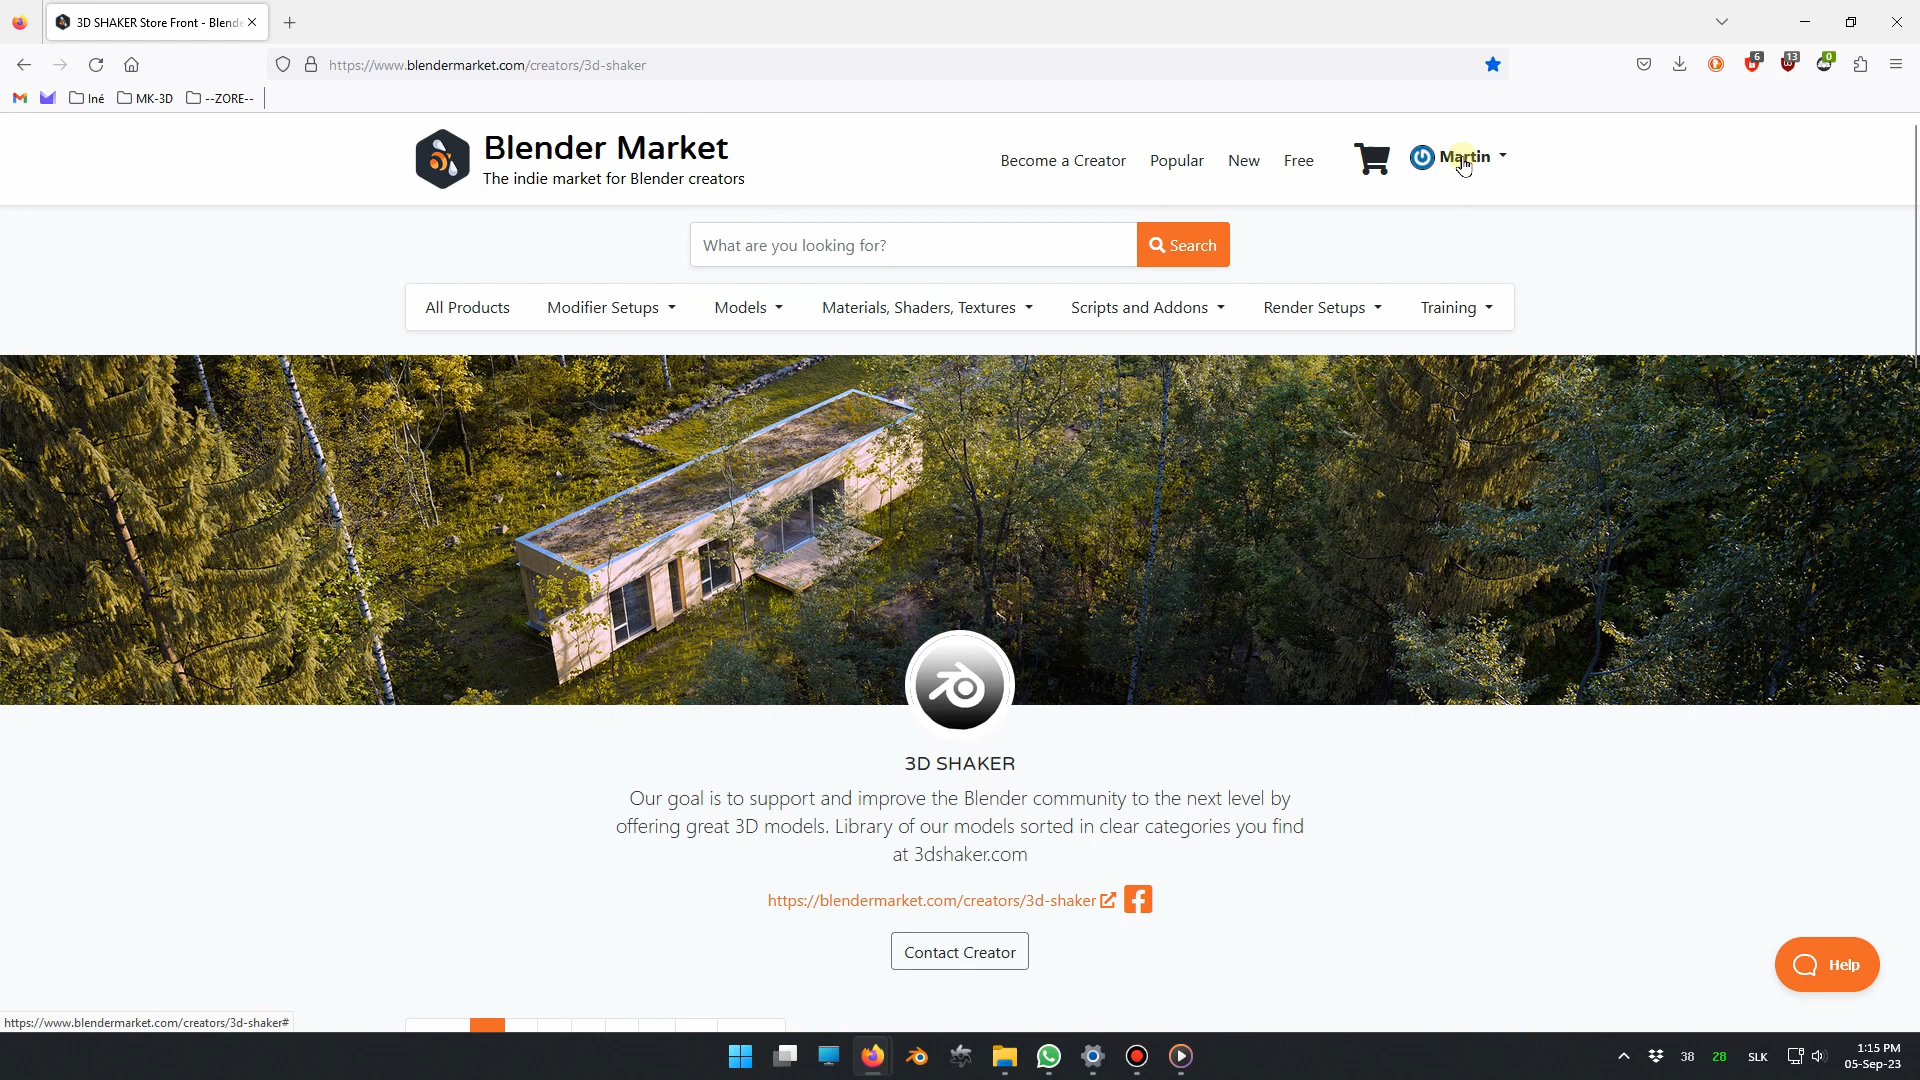 3D SHAKER Store Front - Blende
https://www.blendermarket.com/creators/3d-shaker
6
13
0
Iné
MK-3D
--ZORE--
Blender Market
The indie market for Blender creators
Become a Creator
Popular
New
Free
Martin
What are you looking for?
Search
All Products
Modifier Setups
Models
Materials, Shaders, Textures
Scripts and Addons
Render Setups
Training
3D SHAKER
Our goal is to support and improve the Blender community to the next level by
offering great 3D models. Library of our models sorted in clear categories you find
at 3dshaker.com
https://blendermarket.com/creators/3d-shaker
Contact Creator
Help
https://www.blendermarket.com/creators/3d-shaker#
38
28
SLK
1:15 PM
05-Sep-23